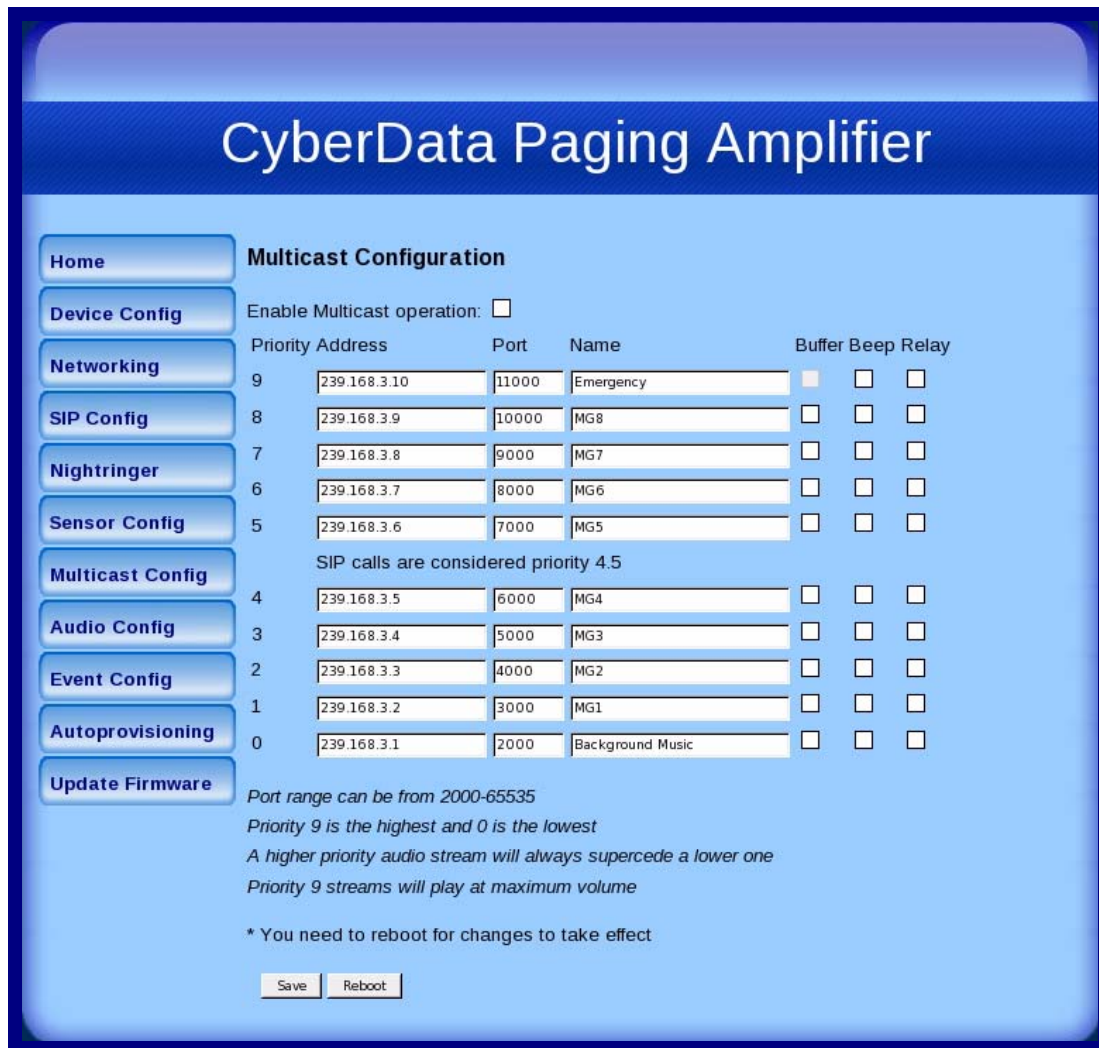 CyberData Paging Amplifier
Home
Device Config
Networking
SIP Config
Nightringer
Sensor Config
Multicast Config
Audio Config
Event Config
Autoprovisioning
Update Firmware
Multicast Configuration
Enable Multicast operation:
Priority Address Port Name Buffer Beep Relay
9 239.168.3.10 11000 Emergency
8 239.168.3.9 10000 MG8
7 239.168.3.8 9000 MG7
6 239.168.3.7 8000 MG6
5 239.168.3.6 7000 MG5
SIP calls are considered priority 4.5
4 239.168.3.5 6000 MG4
3 239.168.3.4 5000 MG3
2 239.168.3.3 4000 MG2
1 239.168.3.2 3000 MG1
0 239.168.3.1 2000 Background Music
Port range can be from 2000-65535
Priority 9 is the highest and 0 is the lowest
A higher priority audio stream will always supercede a lower one
Priority 9 streams will play at maximum volume
* You need to reboot for changes to take effect
Save Reboot